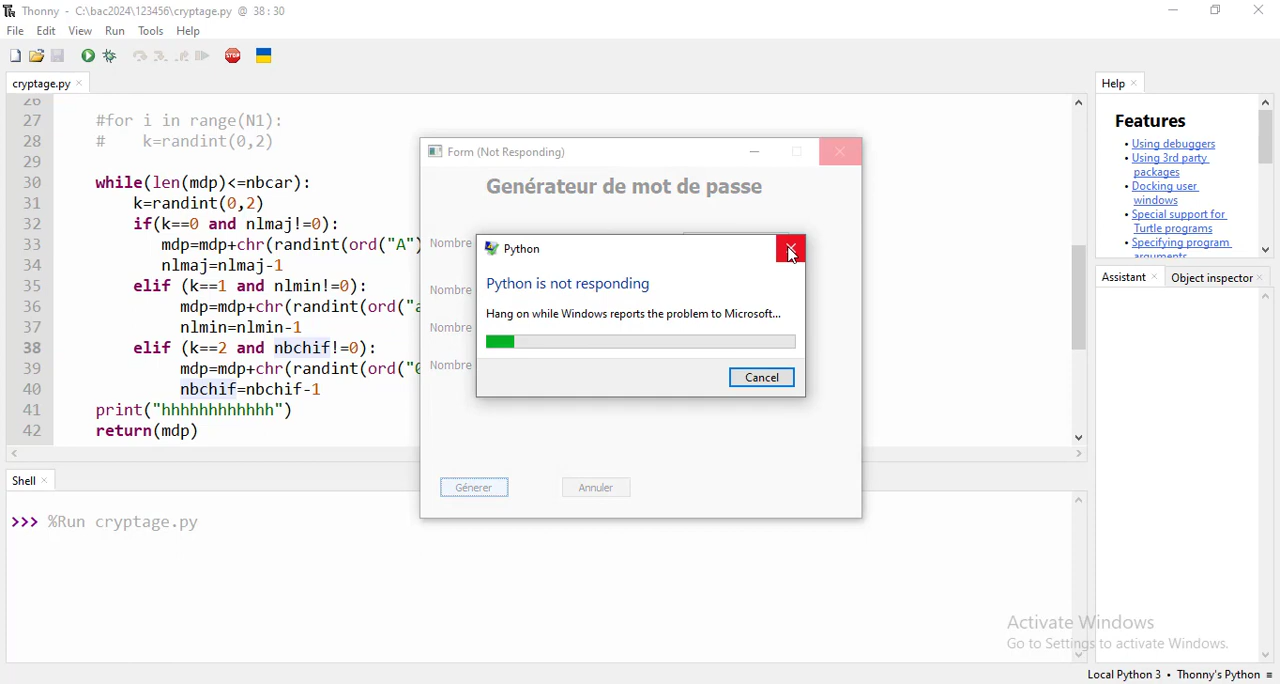 Thonny - C:\bac2024\123456\cryptage.py @ 38 : 30
File Edit View Run Tools Help
STOP
cryptage.py ×
26
27 #for i in range(N1):
28 # k=randint(0,2)
29
30 while(len(mdp)<=nbcar):
31 k=randint(0,2)
32 if(k==0 and nlmaj!=0):
33 mdp=mdp+chr(randint(ord("A")
34 nlmaj=nlmaj-1
35 elif (k==1 and nlmin!=0):
36 mdp=mdp+chr(randint(ord("a
37 nlmin=nlmin-1
38 elif (k==2 and nbchif!=0):
39 mdp=mdp+chr(randint(ord("0
40 nbchif=nbchif-1
41 print("hhhhhhhhhhhh")
42 return(mdp)
Form (Not Responding)
Genérateur de mot de passe
Nombre
Nombre
Nombre
Nombre
Génerer Annuler
Python
Python is not responding
Hang on while Windows reports the problem to Microsoft...
Cancel
Help ×
Features
• Using debuggers
• Using 3rd party
packages
• Docking user
windows
• Special support for
Turtle programs
• Specifying program
arguments
Assistant × Object inspector ×
Shell ×
>>> %Run cryptage.py
Activate Windows
Go to Settings to activate Windows.
Local Python 3 • Thonny's Python ≡